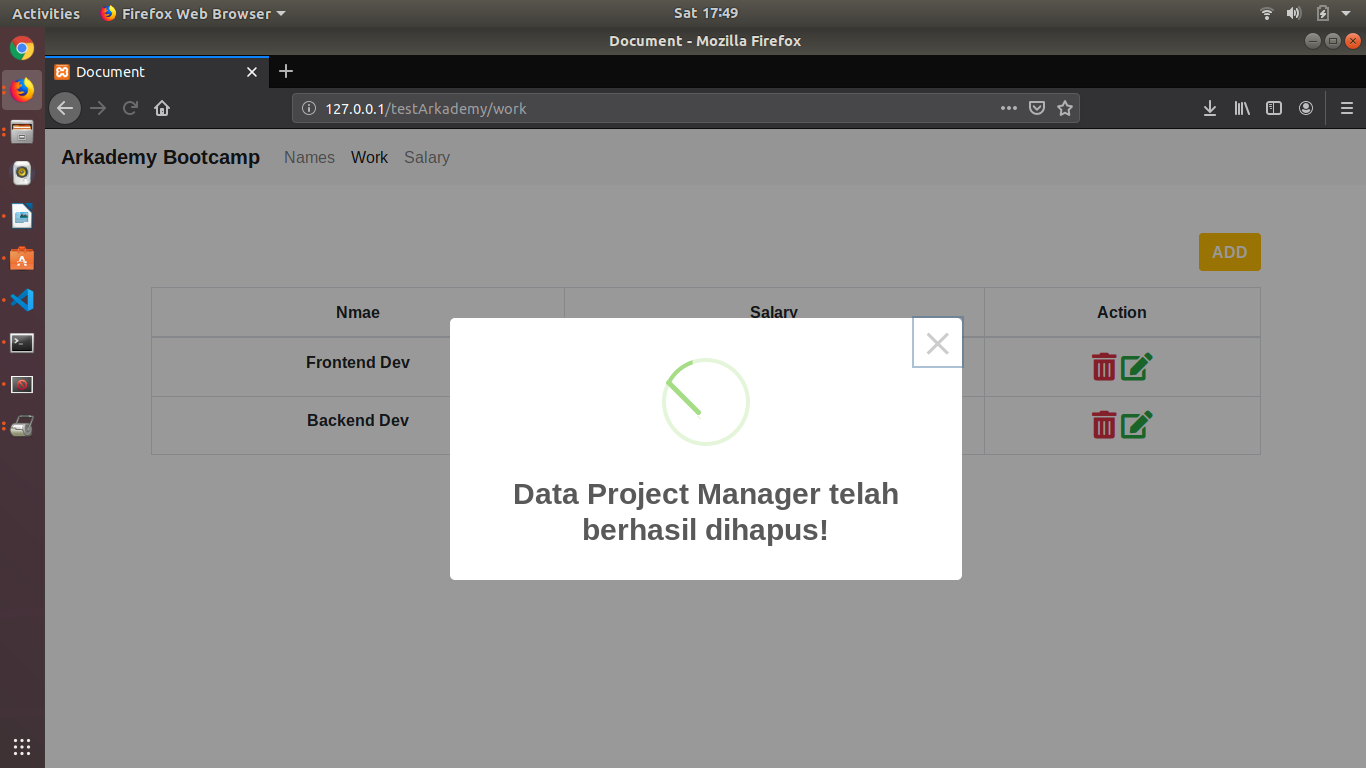 Activities Firefox Web Browser Sat 17:49
Document - Mozilla Firefox
Document
127.0.0.1/testArkademy/work
Arkademy Bootcamp Names Work Salary
ADD
Nmae Salary Action
Frontend Dev
Backend Dev
Data Project Manager telah
berhasil dihapus!